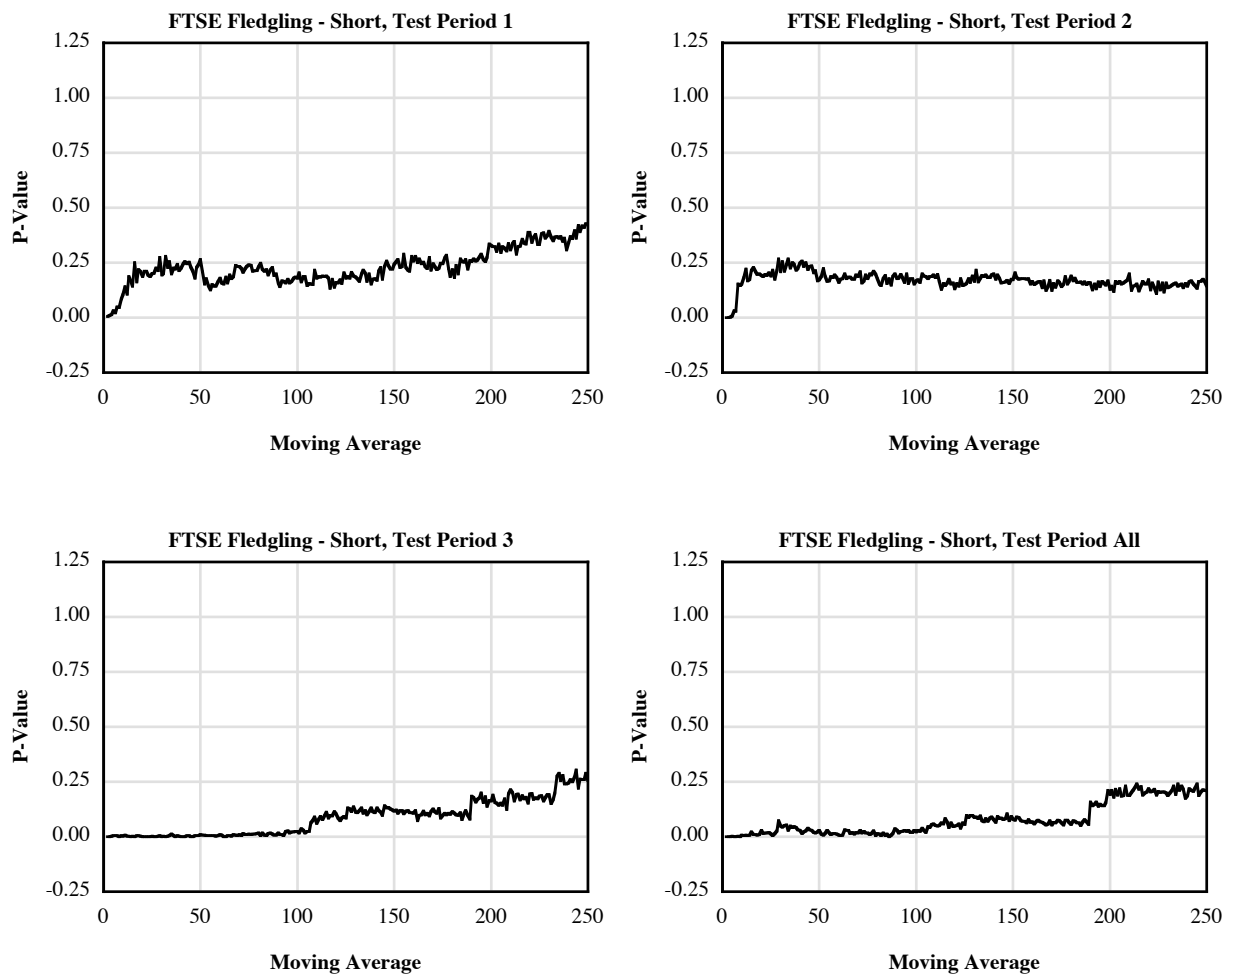 FTSE Fledgling - Short, Test Period 1
1.25
1.00
0.75
0.50
0.25
0.00
-0.25
P-Value
0 50 100 150 200 250
Moving Average
FTSE Fledgling - Short, Test Period 2
1.25
1.00
0.75
0.50
0.25
0.00
-0.25
P-Value
0 50 100 150 200 250
Moving Average
FTSE Fledgling - Short, Test Period 3
1.25
1.00
0.75
0.50
0.25
0.00
-0.25
P-Value
0 50 100 150 200 250
Moving Average
FTSE Fledgling - Short, Test Period All
1.25
1.00
0.75
0.50
0.25
0.00
-0.25
P-Value
0 50 100 150 200 250
Moving Average